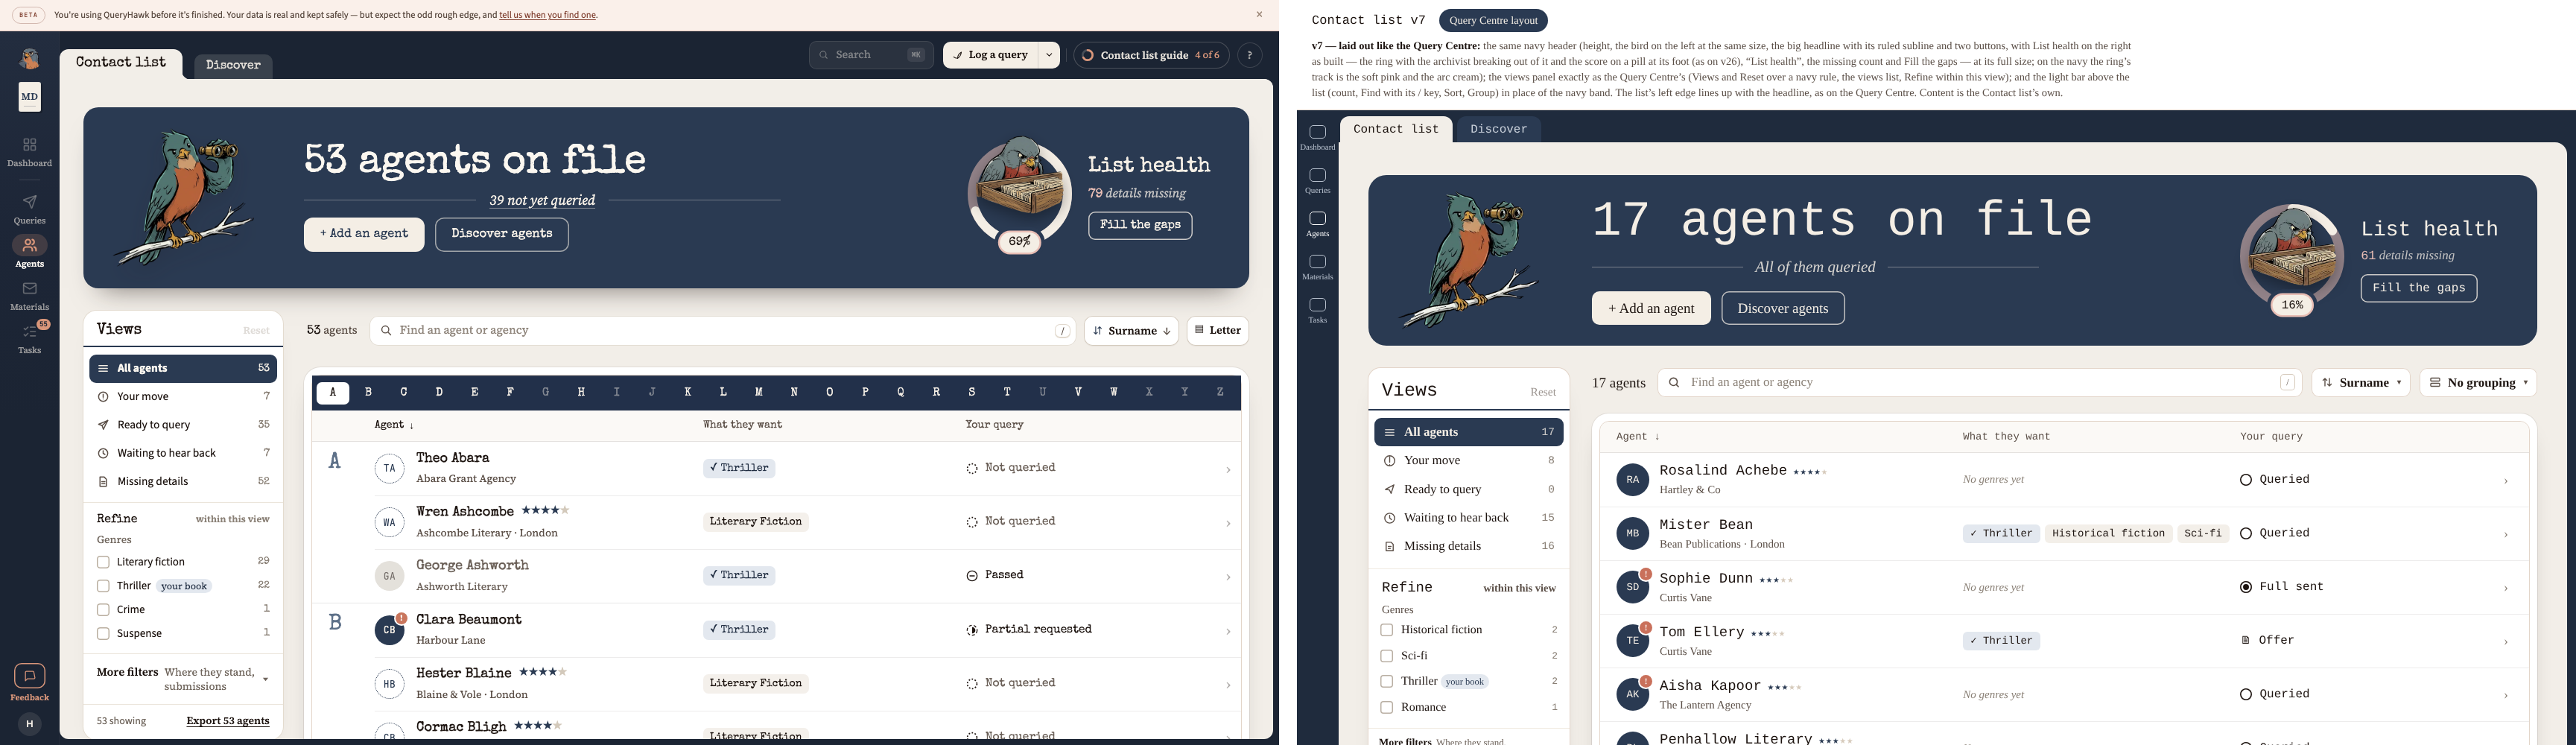 BETA You're using QueryHawk before it's finished. Your data is real and kept safely — but expect the odd rough edge, and tell us when you find one. ×
Contact list
Discover
Search ⌘K
Log a query
Contact list guide 4 of 6
?
MD
Dashboard
Queries
Agents
Materials
55
Tasks
Feedback
H
53 agents on file
39 not yet queried
+ Add an agent
Discover agents
69%
List health
79 details missing
Fill the gaps
Views Reset
All agents 53
Your move 7
Ready to query 35
Waiting to hear back 7
Missing details 52
Refine within this view
Genres
Literary fiction 29
Thriller your book 22
Crime 1
Suspense 1
More filters Where they stand, submissions
53 showing Export 53 agents
53 agents Find an agent or agency / Surname ↓ Letter
A B C D E F G H I J K L M N O P Q R S T U V W X Y Z
Agent ↓ What they want Your query
A
TA Theo Abara ✓ Thriller Not queried ›
Abara Grant Agency
WA Wren Ashcombe ★★★★★ Literary Fiction Not queried ›
Ashcombe Literary · London
GA George Ashworth ✓ Thriller Passed ›
Ashworth Literary
B
CB ! Clara Beaumont ✓ Thriller Partial requested ›
Harbour Lane
HB Hester Blaine ★★★★★ Literary Fiction Not queried ›
Blaine & Vole · London
CB Cormac Bligh ★★★★★ Literary Fiction Not queried ›
Contact list v7 Query Centre layout
v7 — laid out like the Query Centre: the same navy header (height, the bird on the left at the same size, the big headline with its ruled subline and two buttons, with List health on the right
as built — the ring with the archivist breaking out of it and the score on a pill at its foot (as on v26), “List health”, the missing count and Fill the gaps — at its full size; on the navy the ring’s
track is the soft pink and the arc cream); the views panel exactly as the Query Centre’s (Views and Reset over a navy rule, the views list, Refine within this view); and the light bar above the
list (count, Find with its / key, Sort, Group) in place of the navy band. The list’s left edge lines up with the headline, as on the Query Centre. Content is the Contact list’s own.
Contact list
Discover
Dashboard
Queries
Agents
Materials
Tasks
17 agents on file
All of them queried
+ Add an agent
Discover agents
16%
List health
61 details missing
Fill the gaps
Views Reset
All agents 17
Your move 8
Ready to query 0
Waiting to hear back 15
Missing details 16
Refine within this view
Genres
Historical fiction 2
Sci-fi 2
Thriller your book 2
Romance 1
More filters Where they stand,
17 agents Find an agent or agency / Surname ▾ No grouping ▾
Agent ↓ What they want Your query
RA Rosalind Achebe ★★★★★ No genres yet Queried ›
Hartley & Co
MB Mister Bean ✓ Thriller Historical fiction Sci-fi Queried ›
Bean Publications · London
SD ! Sophie Dunn ★★★★★ No genres yet Full sent ›
Curtis Vane
TE ! Tom Ellery ★★★★★ ✓ Thriller Offer ›
Curtis Vane
AK ! Aisha Kapoor ★★★★★ No genres yet Queried ›
The Lantern Agency
Penhallow Literary ★★★★★